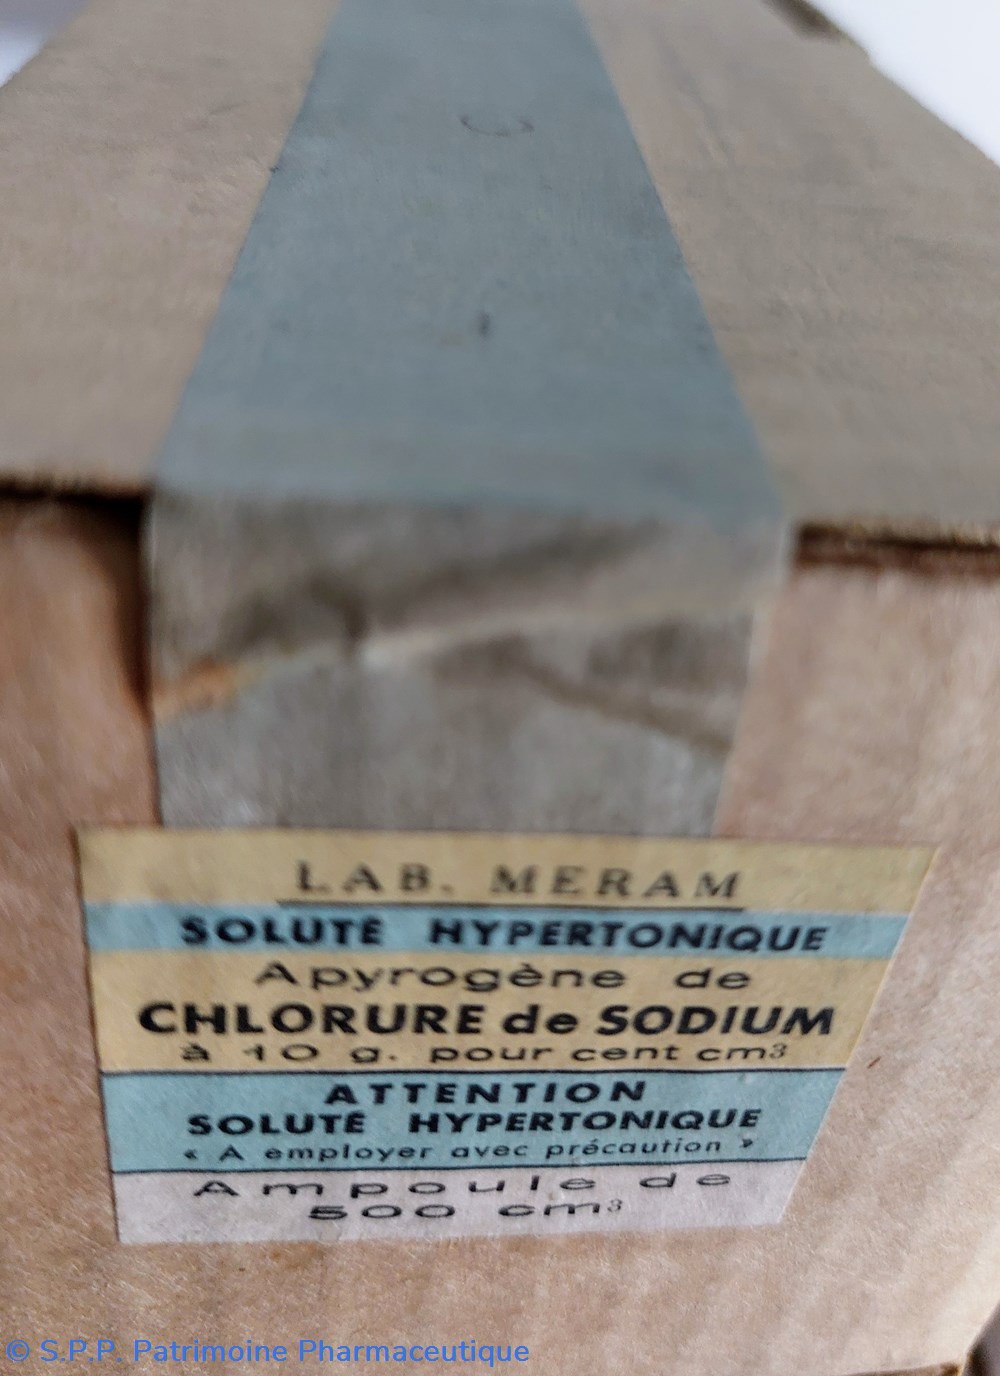 LAB. MERAM
SOLUTÉ HYPERTONIQUE
Apyrogène de
CHLORURE de SODIUM
à 10 g. pour cent cm³
ATTENTION
SOLUTÉ HYPERTONIQUE
« A employer avec précaution »
Ampoule de
500 cm³
© S.P.P. Patrimoine Pharmaceutique